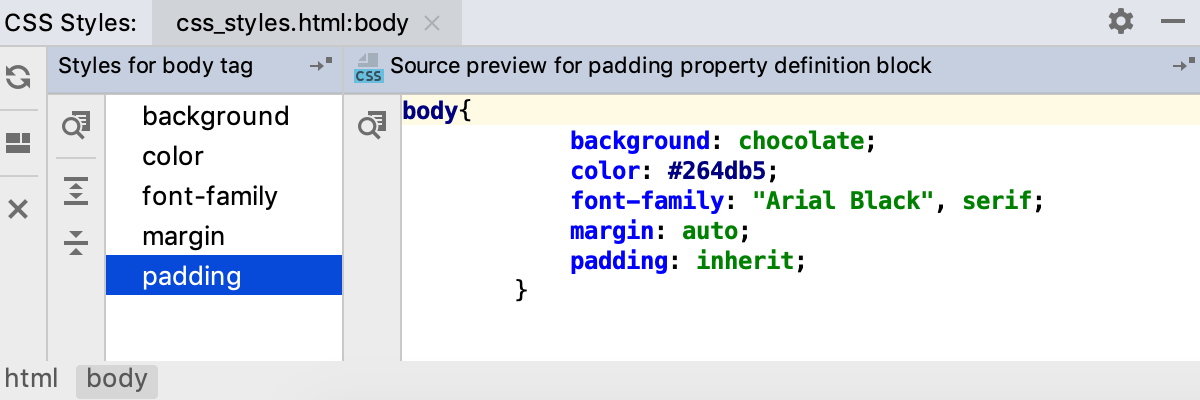 CSS Styles: css_styles.html:body
Styles for body tag
CSS Source preview for padding property definition block
background
color
font-family
margin
padding
body{
background: chocolate;
color: #264db5;
font-family: "Arial Black", serif;
margin: auto;
padding: inherit;
}
html body